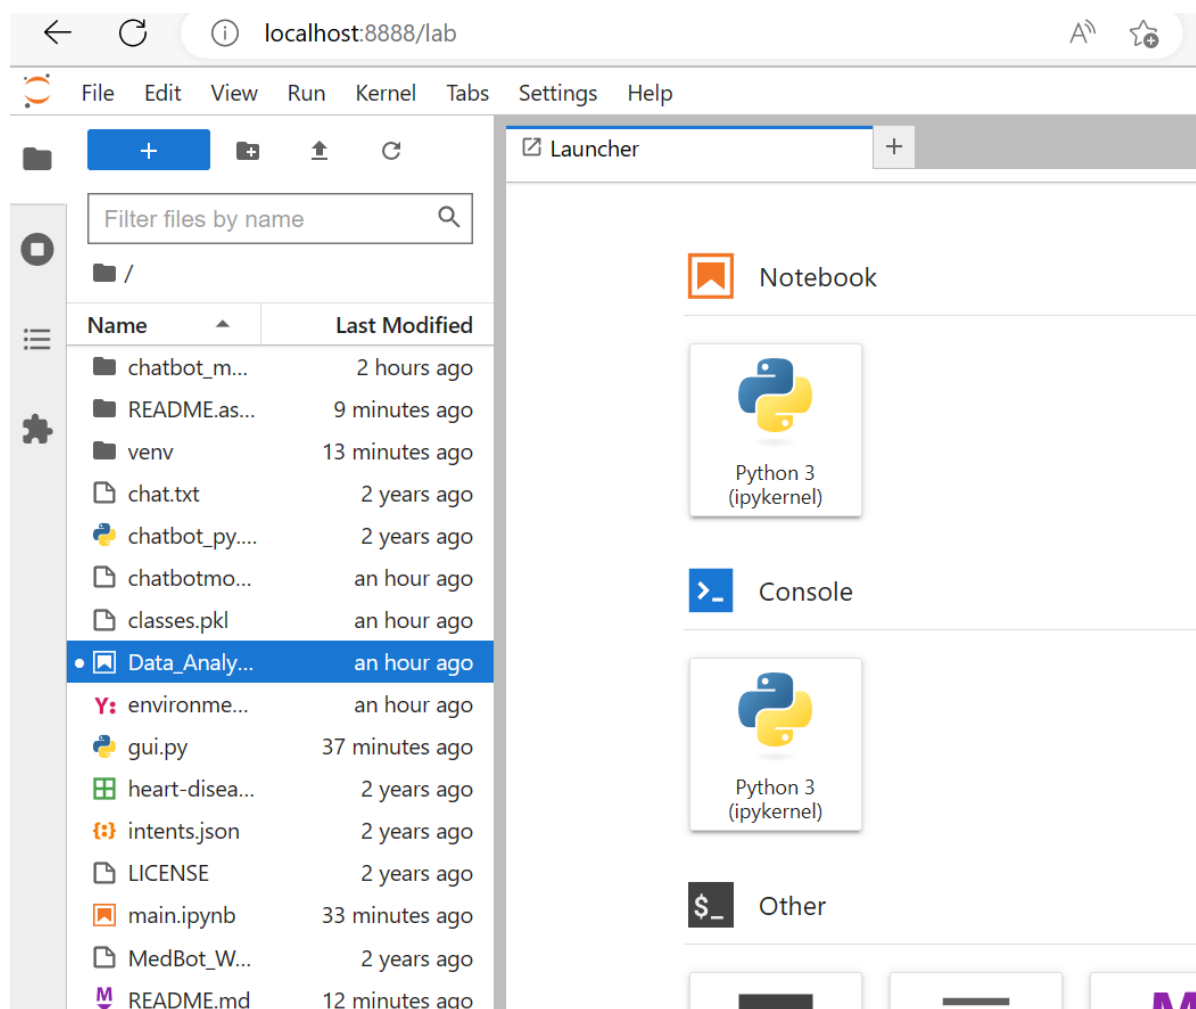 localhost:8888/lab
File Edit View Run Kernel Tabs Settings Help
Launcher
Filter files by name
/
Name Last Modified
chatbot_m... 2 hours ago
README.as... 9 minutes ago
venv 13 minutes ago
chat.txt 2 years ago
chatbot_py.... 2 years ago
chatbotmo... an hour ago
classes.pkl an hour ago
Data_Analy... an hour ago
Y: environme... an hour ago
gui.py 37 minutes ago
heart-disea... 2 years ago
intents.json 2 years ago
LICENSE 2 years ago
main.ipynb 33 minutes ago
MedBot_W... 2 years ago
README.md 12 minutes ago
Notebook
Python 3
(ipykernel)
Console
Python 3
(ipykernel)
$_ Other